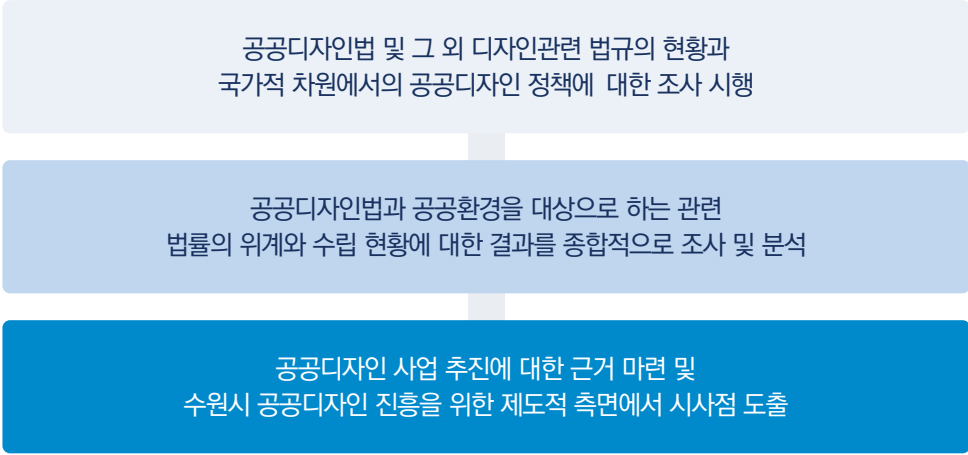 공공디자인법 및 그 외 디자인관련 법규의 현황과
국가적 차원에서의 공공디자인 정책에 대한 조사 시행
공공디자인법과 공공환경을 대상으로 하는 관련
법률의 위계와 수립 현황에 대한 결과를 종합적으로 조사 및 분석
공공디자인 사업 추진에 대한 근거 마련 및
수원시 공공디자인 진흥을 위한 제도적 측면에서 시사점 도출